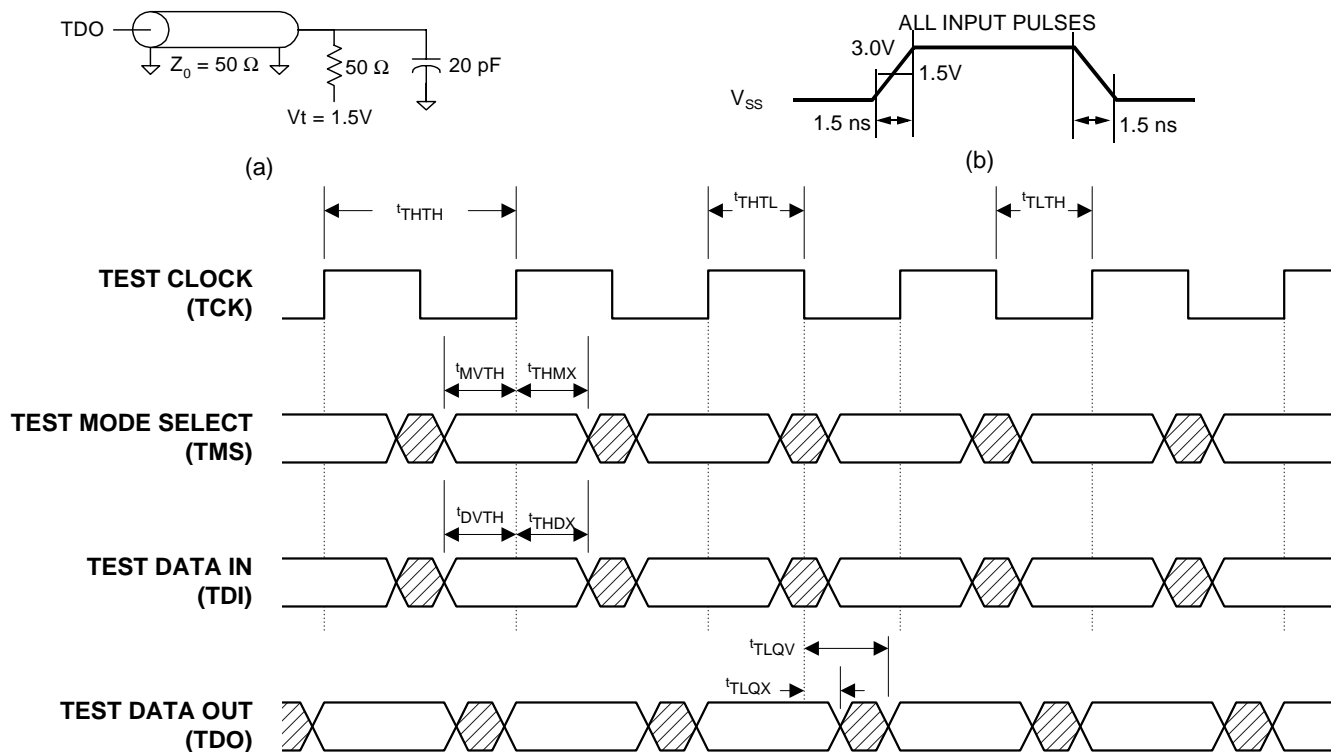 TDO
Z0 = 50 Ω
50 Ω
20 pF
Vt = 1.5V
(a)
ALL INPUT PULSES
3.0V
1.5V
VSS
1.5 ns
1.5 ns
(b)
tTHTH
tTHTL
tTLTH
TEST CLOCK
(TCK)
tMVTH
tTHMX
TEST MODE SELECT
(TMS)
tDVTH
tTHDX
TEST DATA IN
(TDI)
tTLQV
tTLQX
TEST DATA OUT
(TDO)